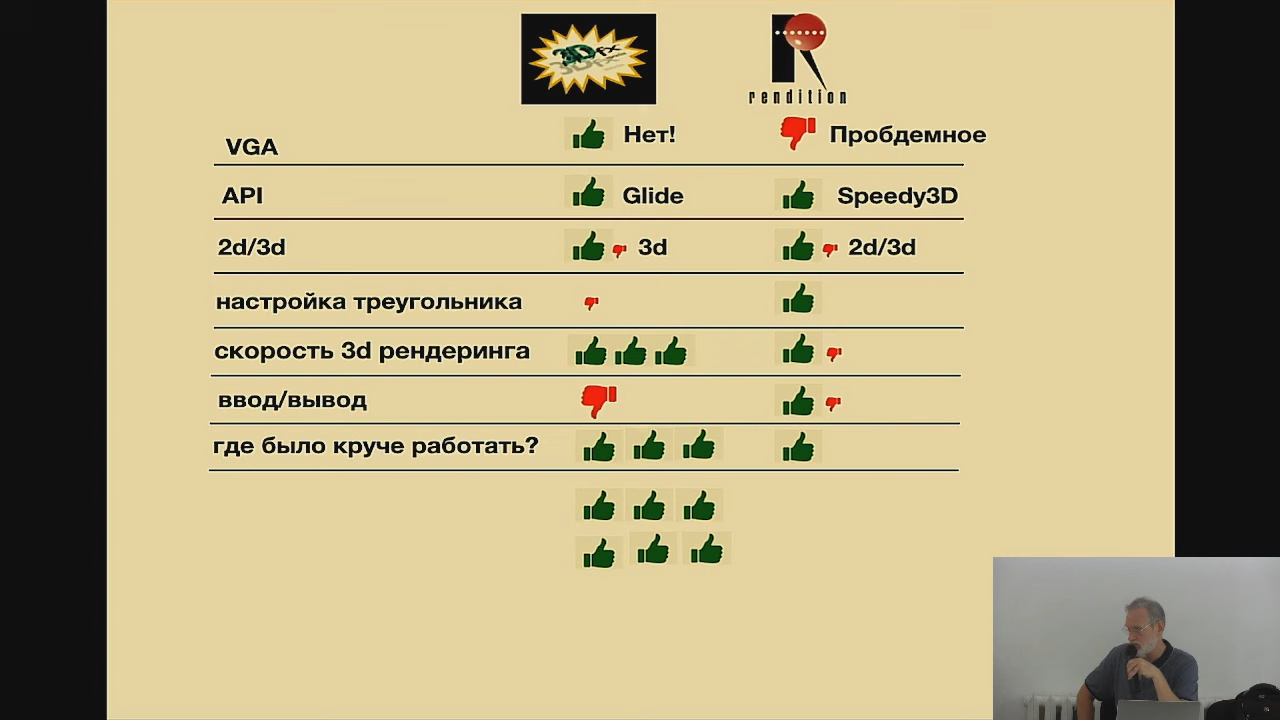 3Dfx
rendition
VGA Нет! Пробдемное
API Glide Speedy3D
2d/3d 3d 2d/3d
настройка треугольника
скорость 3d рендеринга
ввод/вывод
где было круче работать?